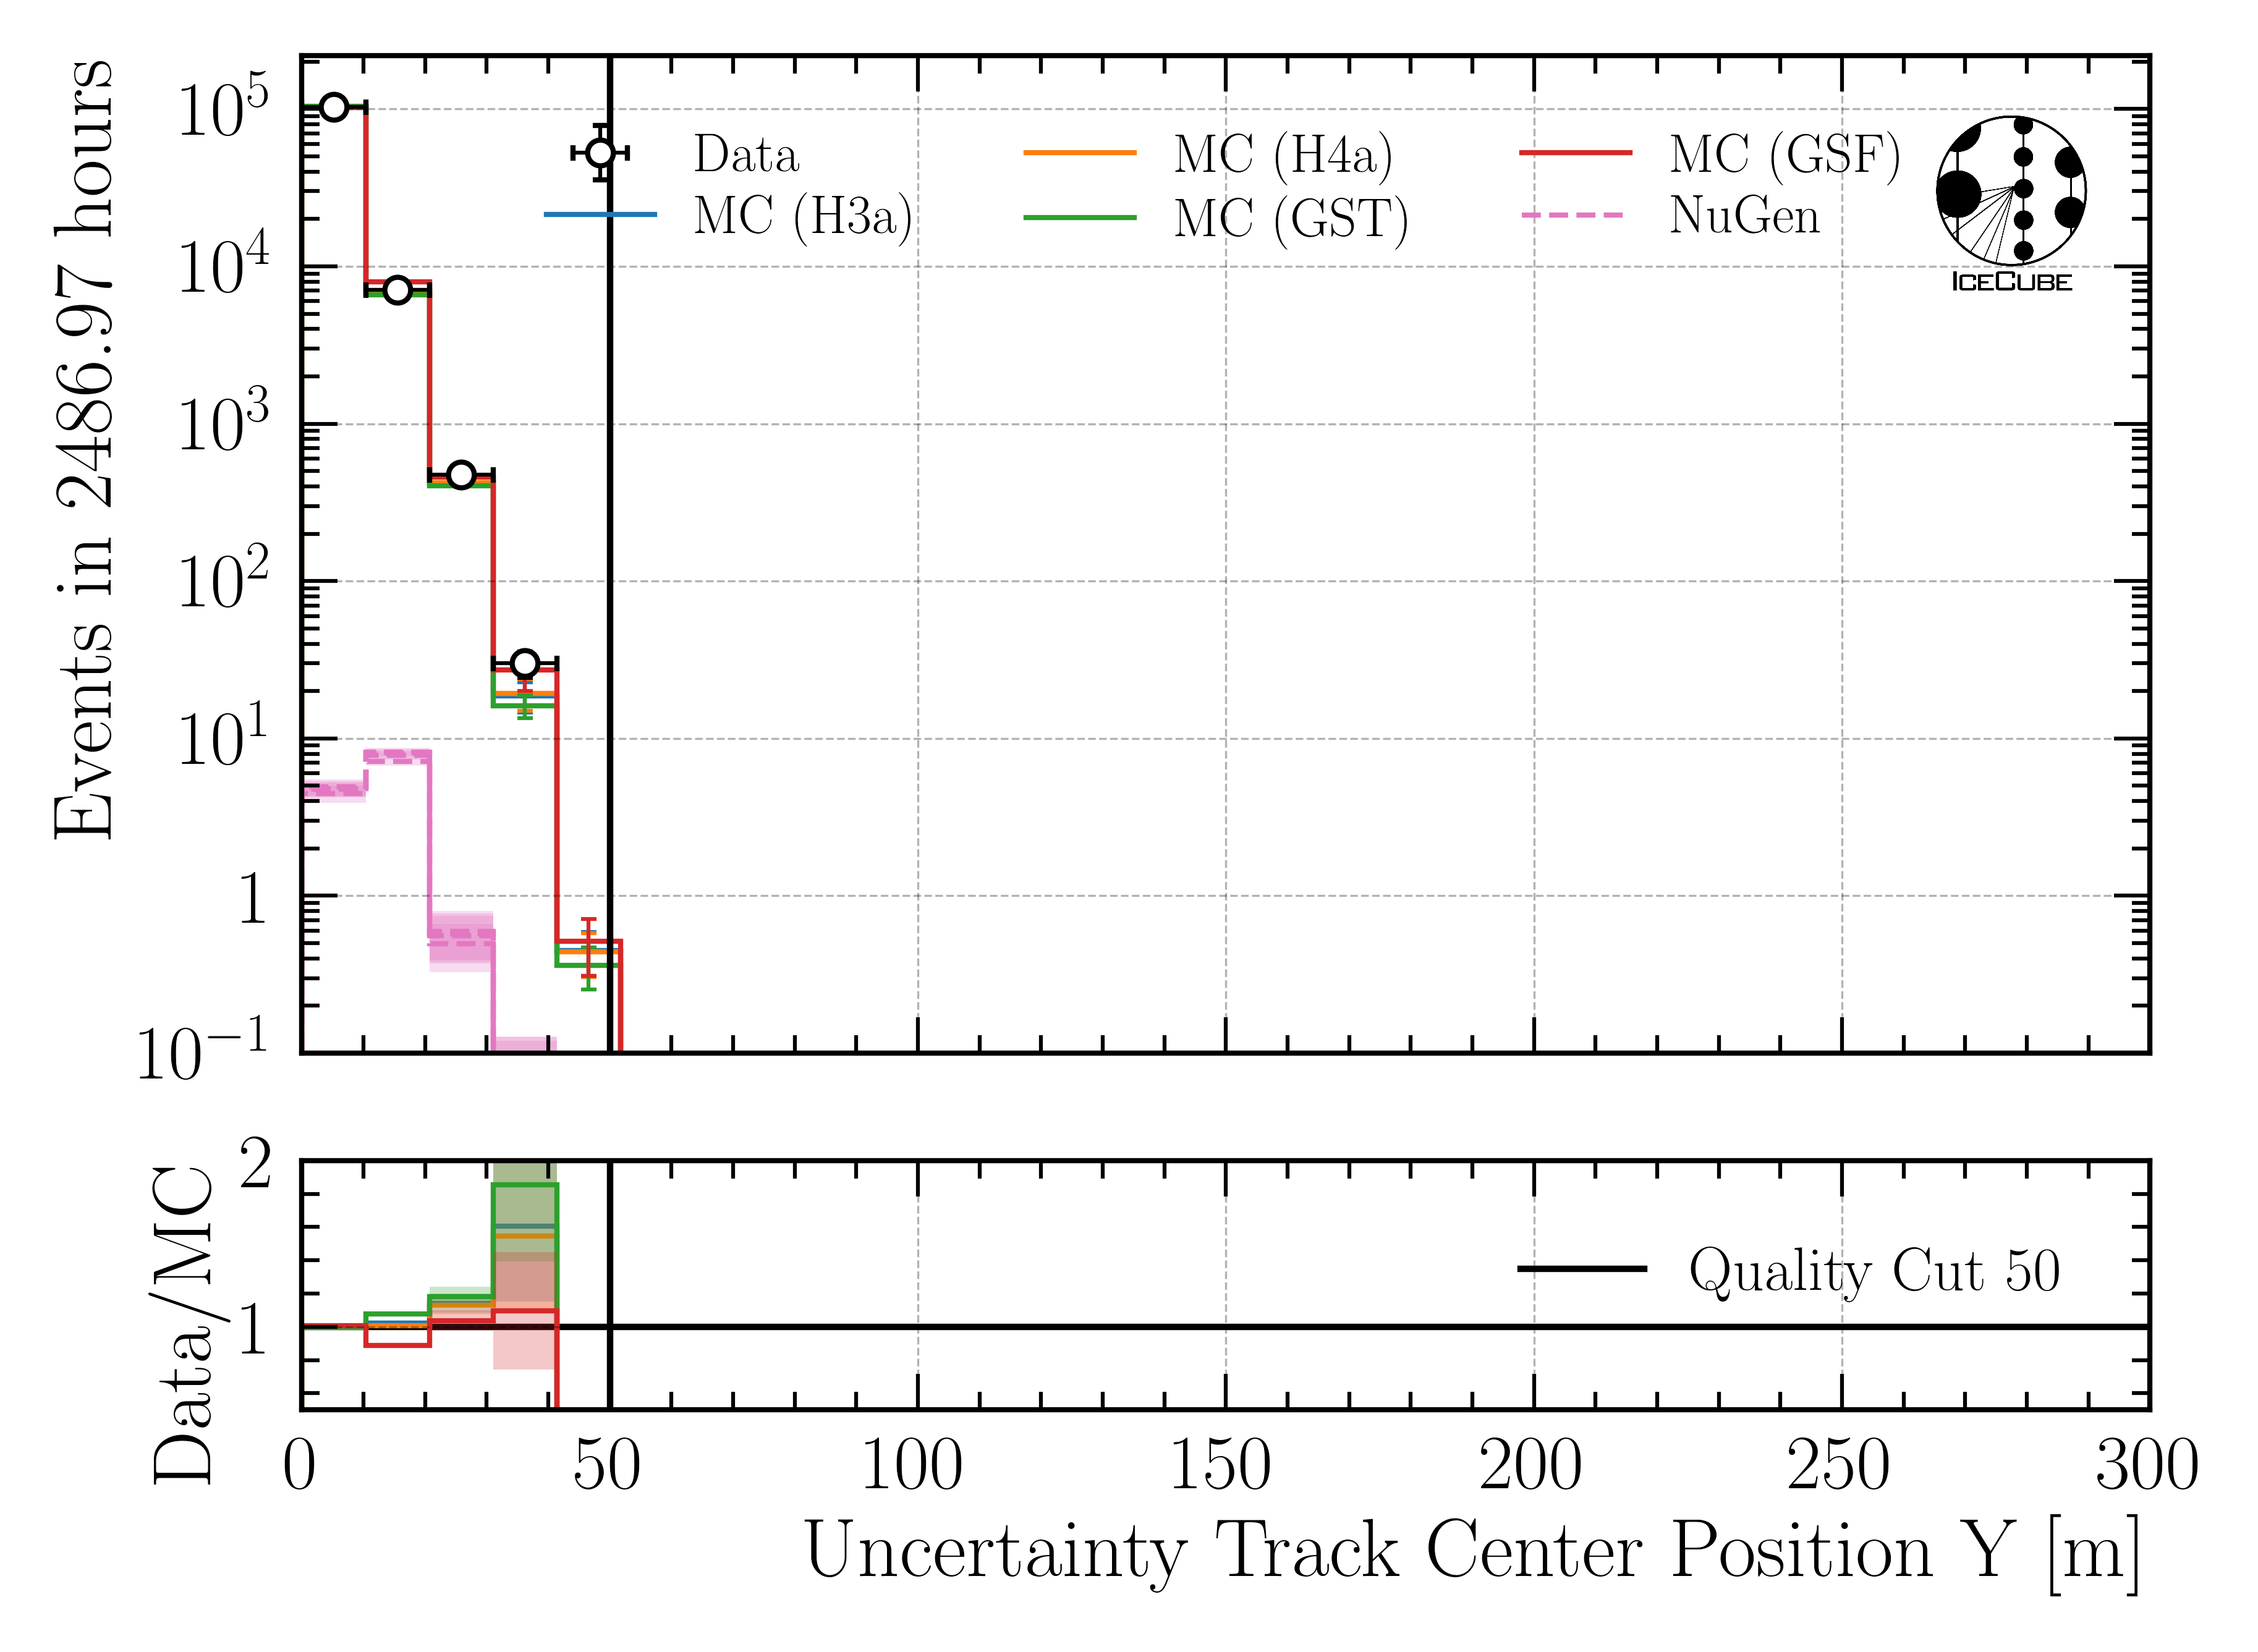 Events in 2486.97 hours
10^5
10^4
10^3
10^2
10^1
1
10^−1
Data
MC (H3a)
MC (H4a)
MC (GST)
MC (GSF)
NuGen
IceCube
Data/MC
2
1
Quality Cut 50
0 50 100 150 200 250 300
Uncertainty Track Center Position Y [m]